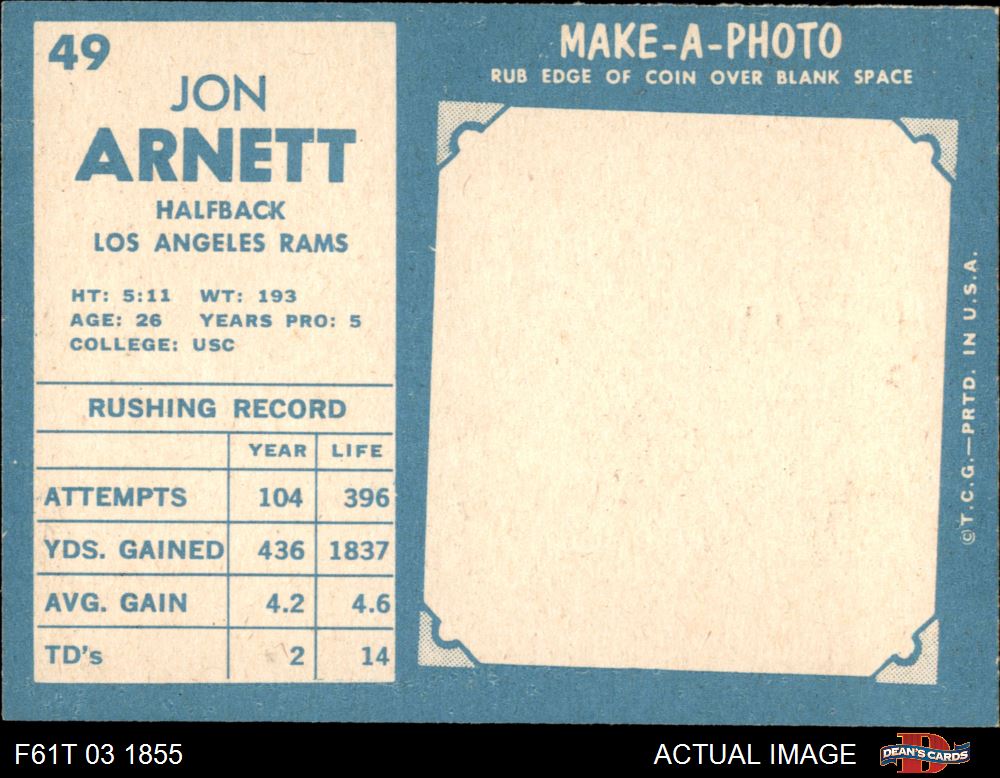 49
JON
ARNETT
HALFBACK
LOS ANGELES RAMS
HT: 5:11 WT: 193
AGE: 26 YEARS PRO: 5
COLLEGE: USC
RUSHING RECORD
YEAR LIFE
ATTEMPTS 104 396
YDS. GAINED 436 1837
AVG. GAIN 4.2 4.6
TD's 2 14
MAKE-A-PHOTO
RUB EDGE OF COIN OVER BLANK SPACE
©T.C.G.—PRTD. IN U.S.A.
F61T 03 1855
ACTUAL IMAGE
D
DEAN'S CARDS